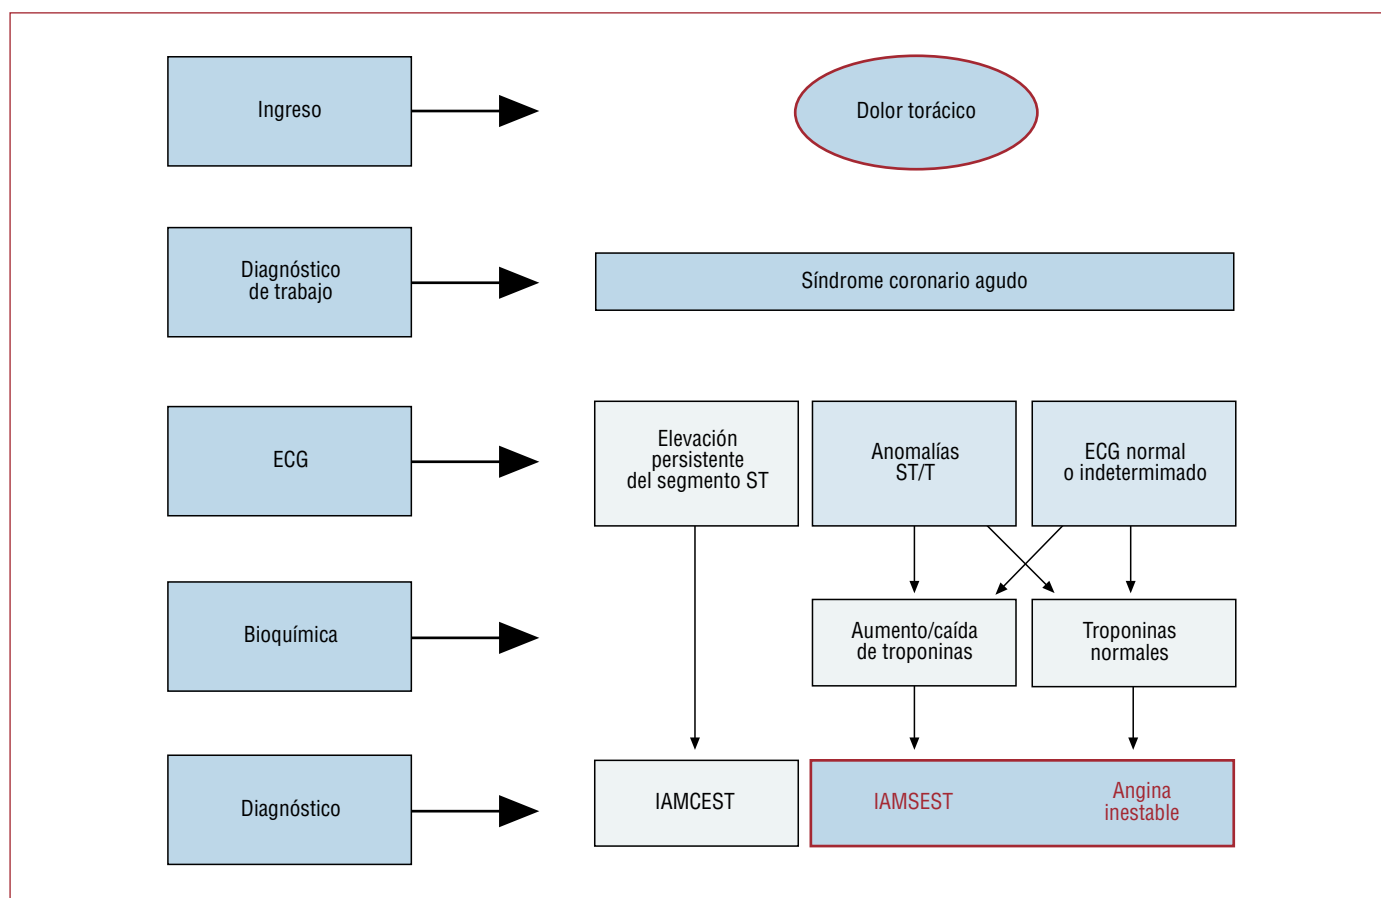 Ingreso
Dolor torácico
Diagnóstico
de trabajo
Síndrome coronario agudo
ECG
Elevación
persistente
del segmento ST
Anomalías
ST/T
ECG normal
o indetermimado
Bioquímica
Aumento/caída
de troponinas
Troponinas
normales
Diagnóstico
IAMCEST
IAMSEST
Angina
inestable